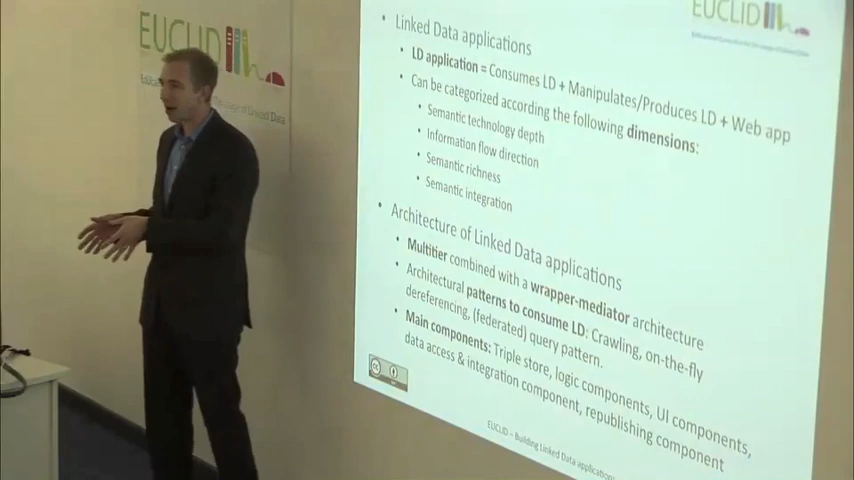 EUCLID
Linked Data
EUCLID
• Linked Data applications
• LD application = Consumes LD + Manipulates/Produces LD + Web app
• Can be categorized according the following dimensions:
• Semantic technology depth
• Information flow direction
• Semantic richness
• Semantic integration
• Architecture of Linked Data applications
• Multitier combined with a wrapper-mediator architecture
• Architectural patterns to consume LD: Crawling, on-the-fly
dereferencing, (federated) query pattern.
• Main components: Triple store, logic components, UI components,
data access & integration component, republishing component
EUCLID – Building Linked Data applications